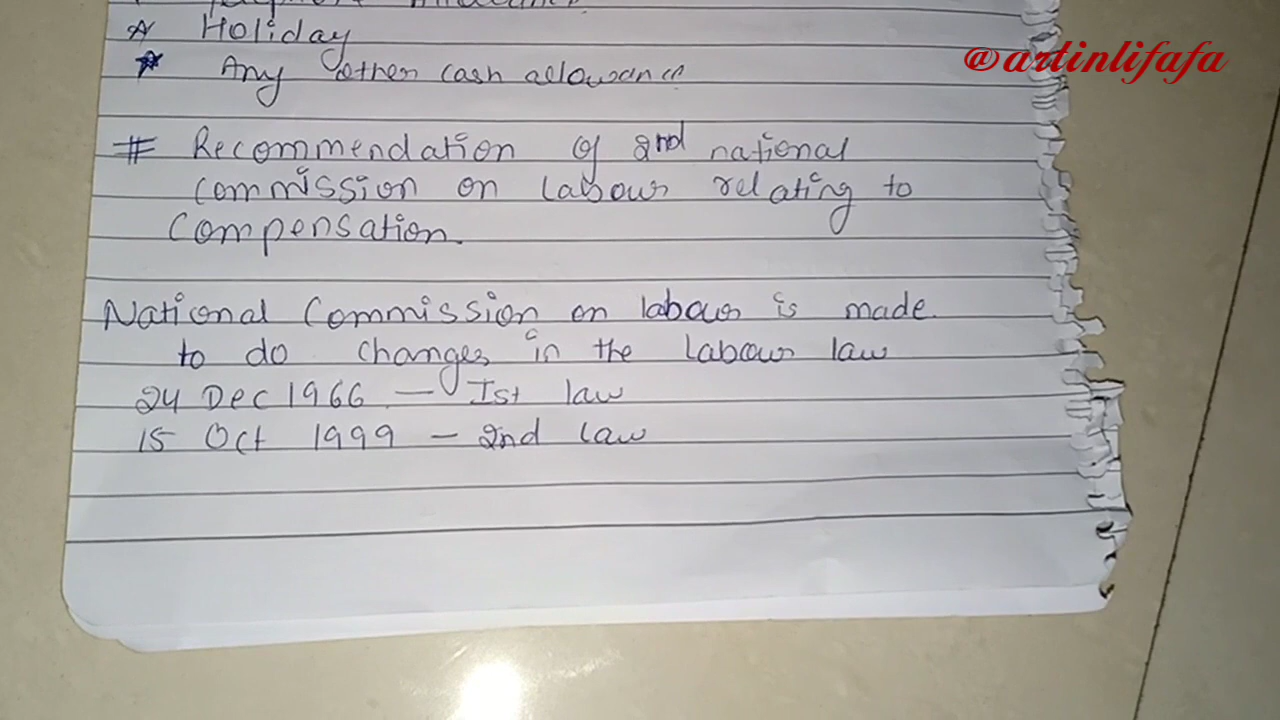 ☆ Holiday
@artinlifafa
★ Any other cash allowance
# Recommendation of 2nd national
commission on labour relating to
compensation.
National Commission on labour is made
to do changes in the labour law
24 Dec 1966 – Ist law
15 Oct 1999 – 2nd law